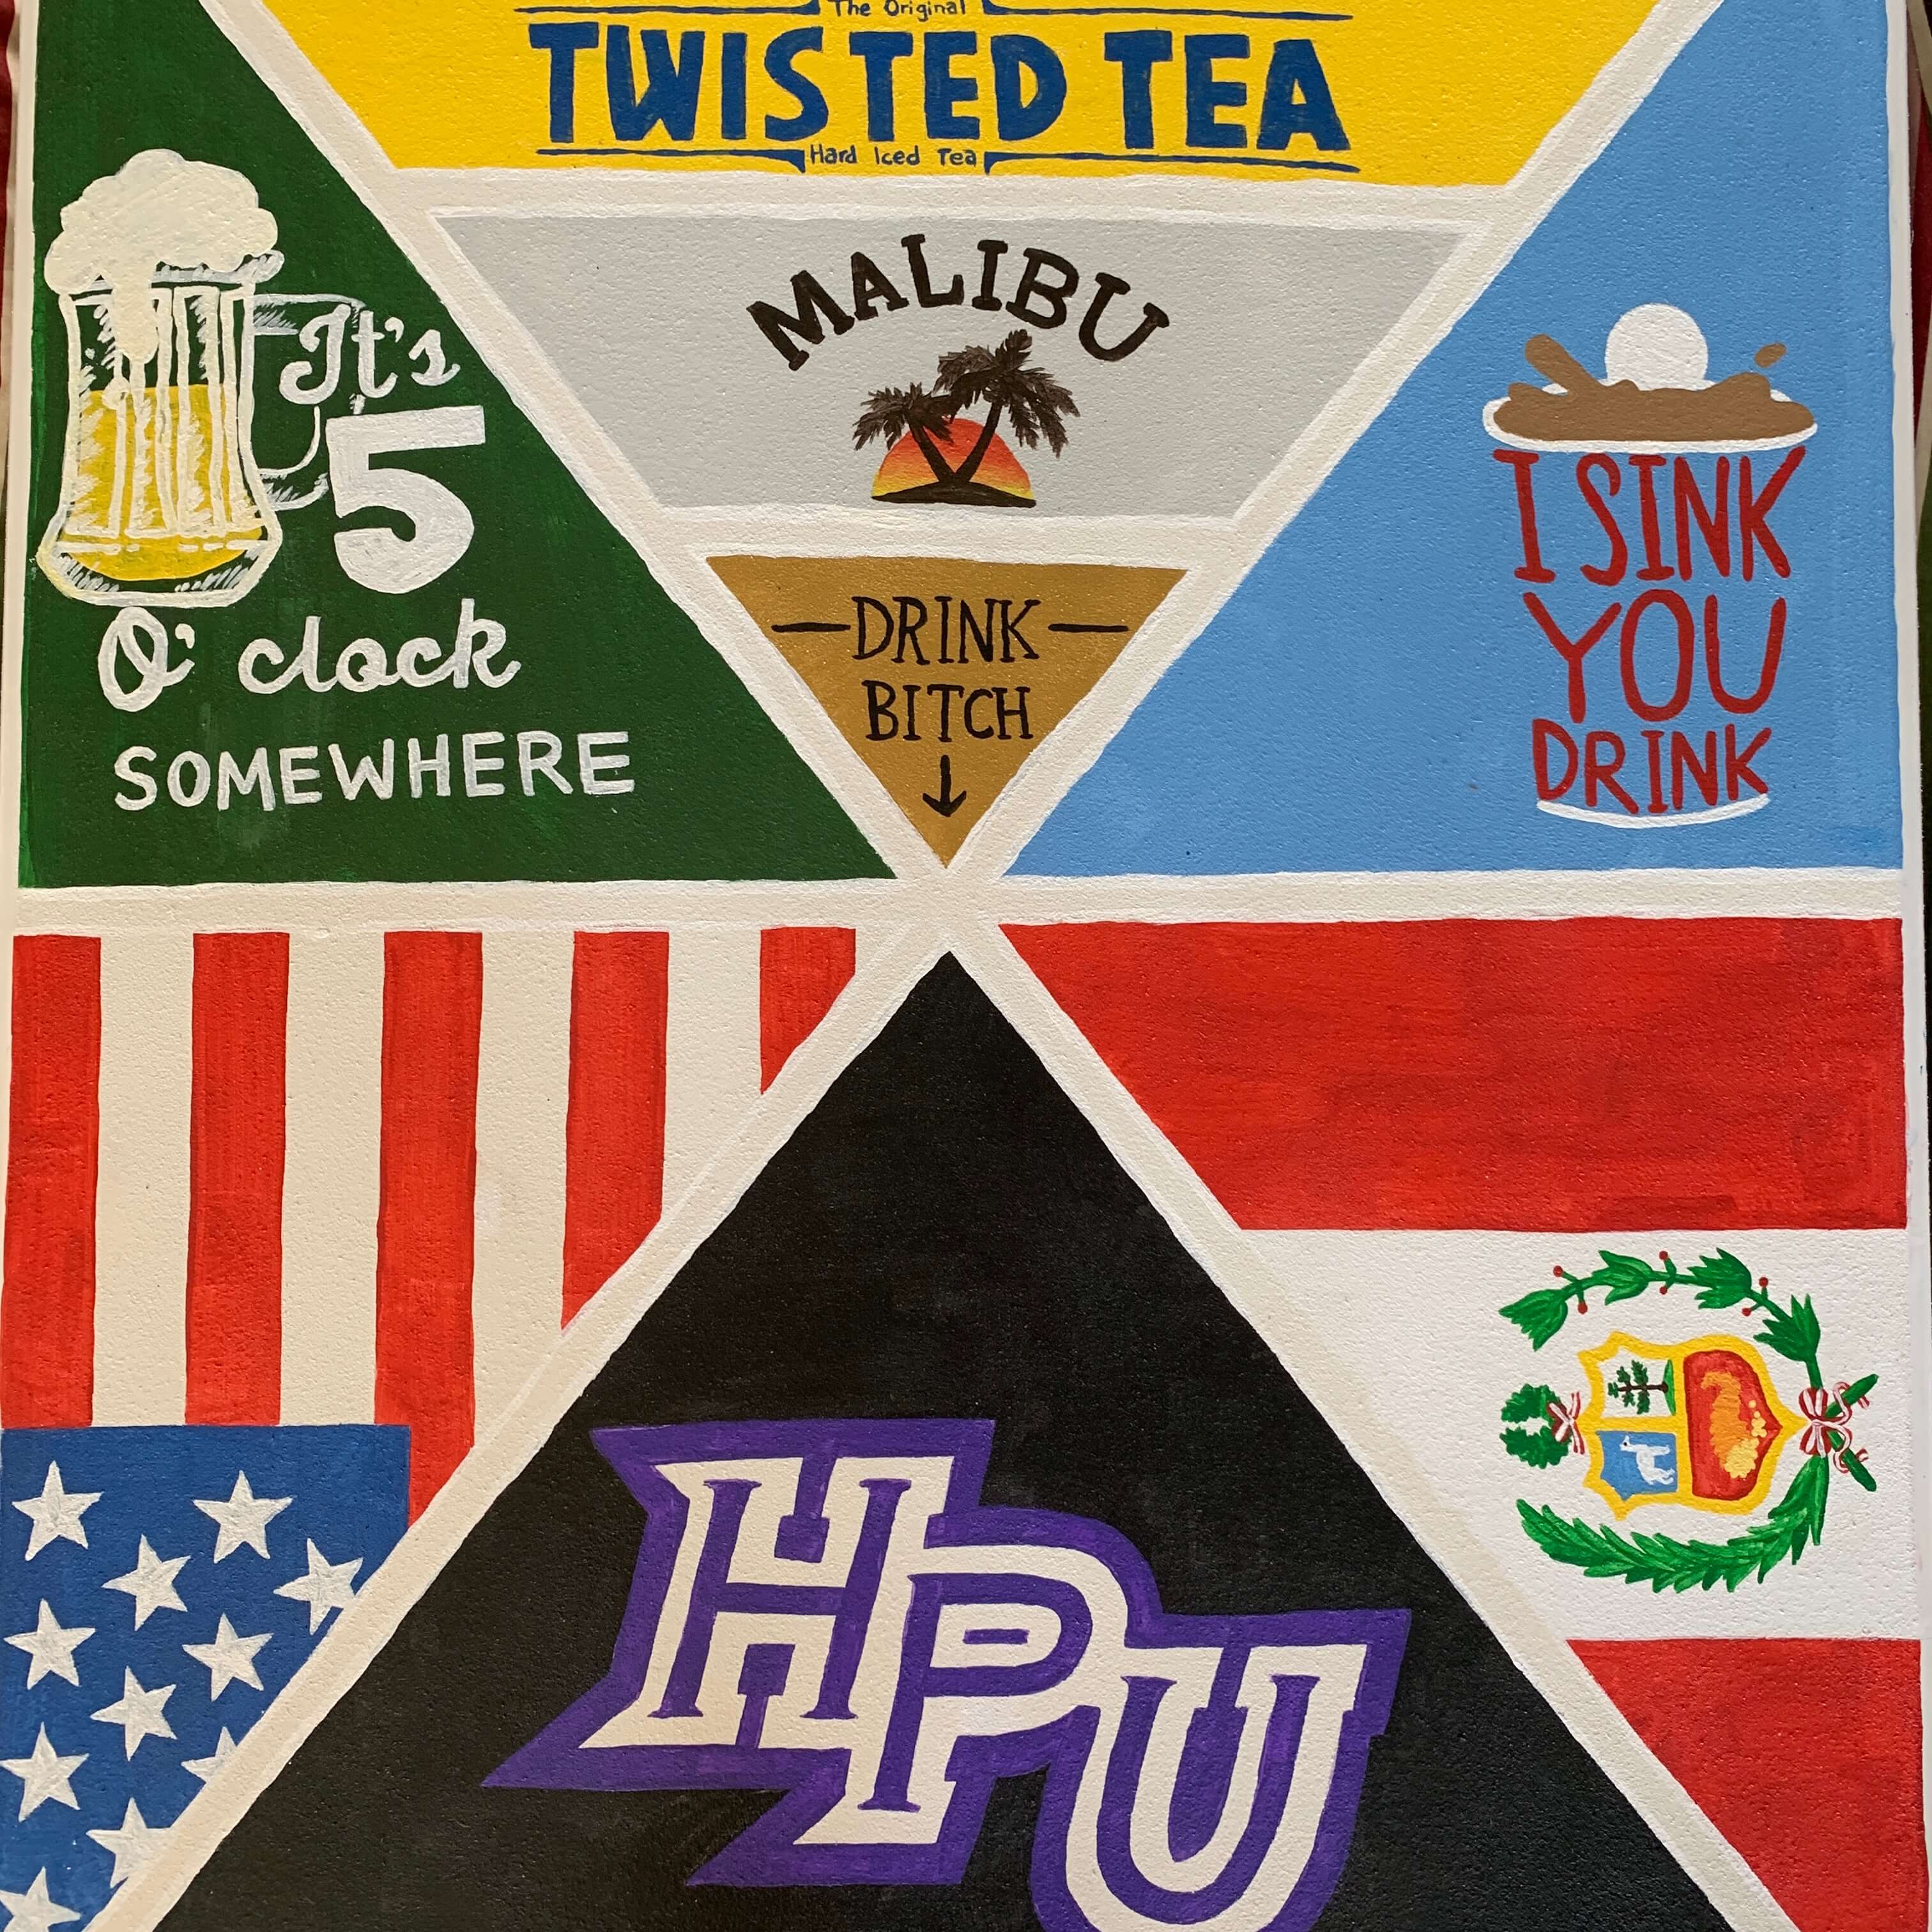 The Original
TWISTED TEA
Hard Iced Tea
MALIBU
It's
5
O'clock
SOMEWHERE
DRINK
BITCH
I SINK
YOU
DRINK
HPU